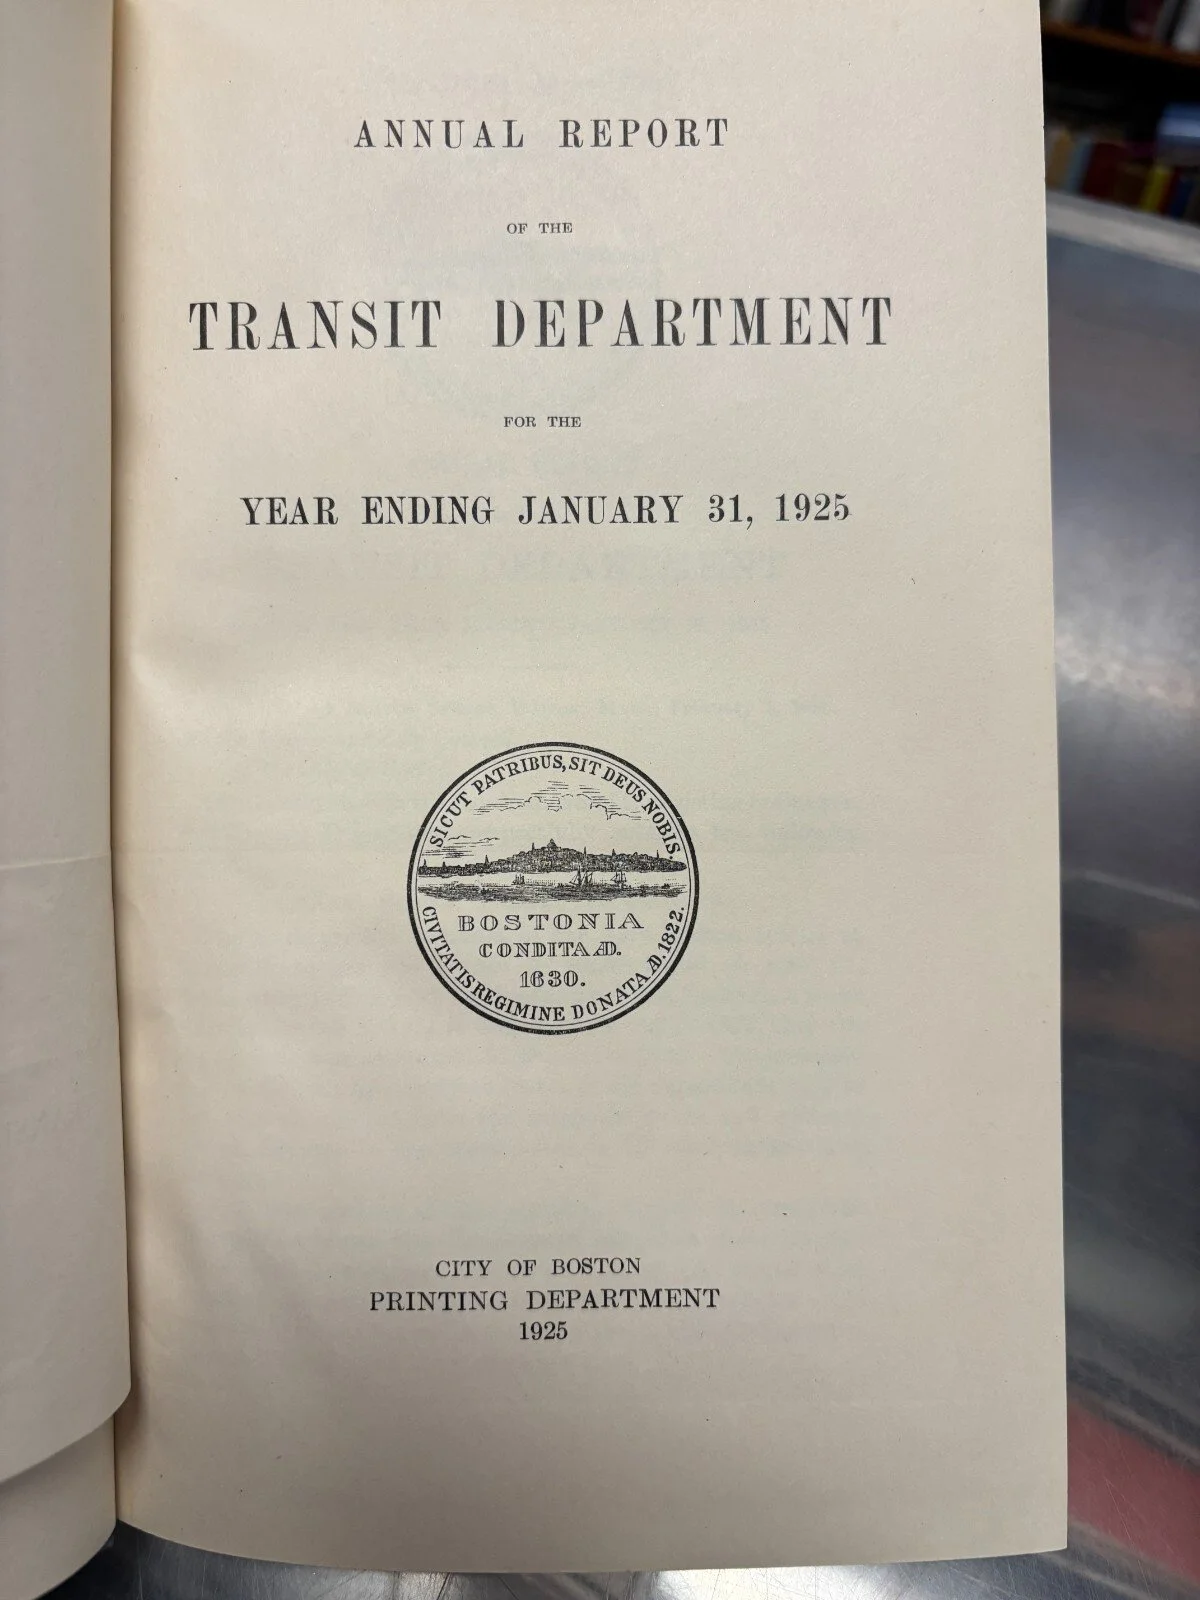 ANNUAL REPORT
OF THE
TRANSIT DEPARTMENT
FOR THE
YEAR ENDING JANUARY 31, 1925
SICUT PATRIBUS, SIT DEUS NOBIS.
BOSTONIA
CONDITA AD.
1630.
CIVITATIS REGIMINE DONATA AD. 1822.
CITY OF BOSTON
PRINTING DEPARTMENT
1925